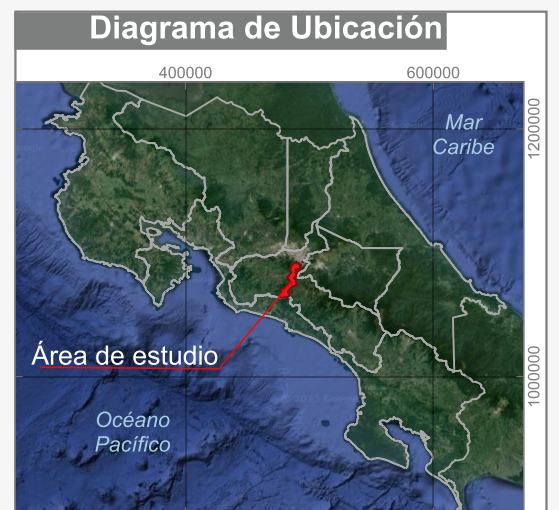 Diagrama de Ubicación
400000
600000
1200000
Mar
Caribe
Área de estudio
1000000
Océano
Pacífico